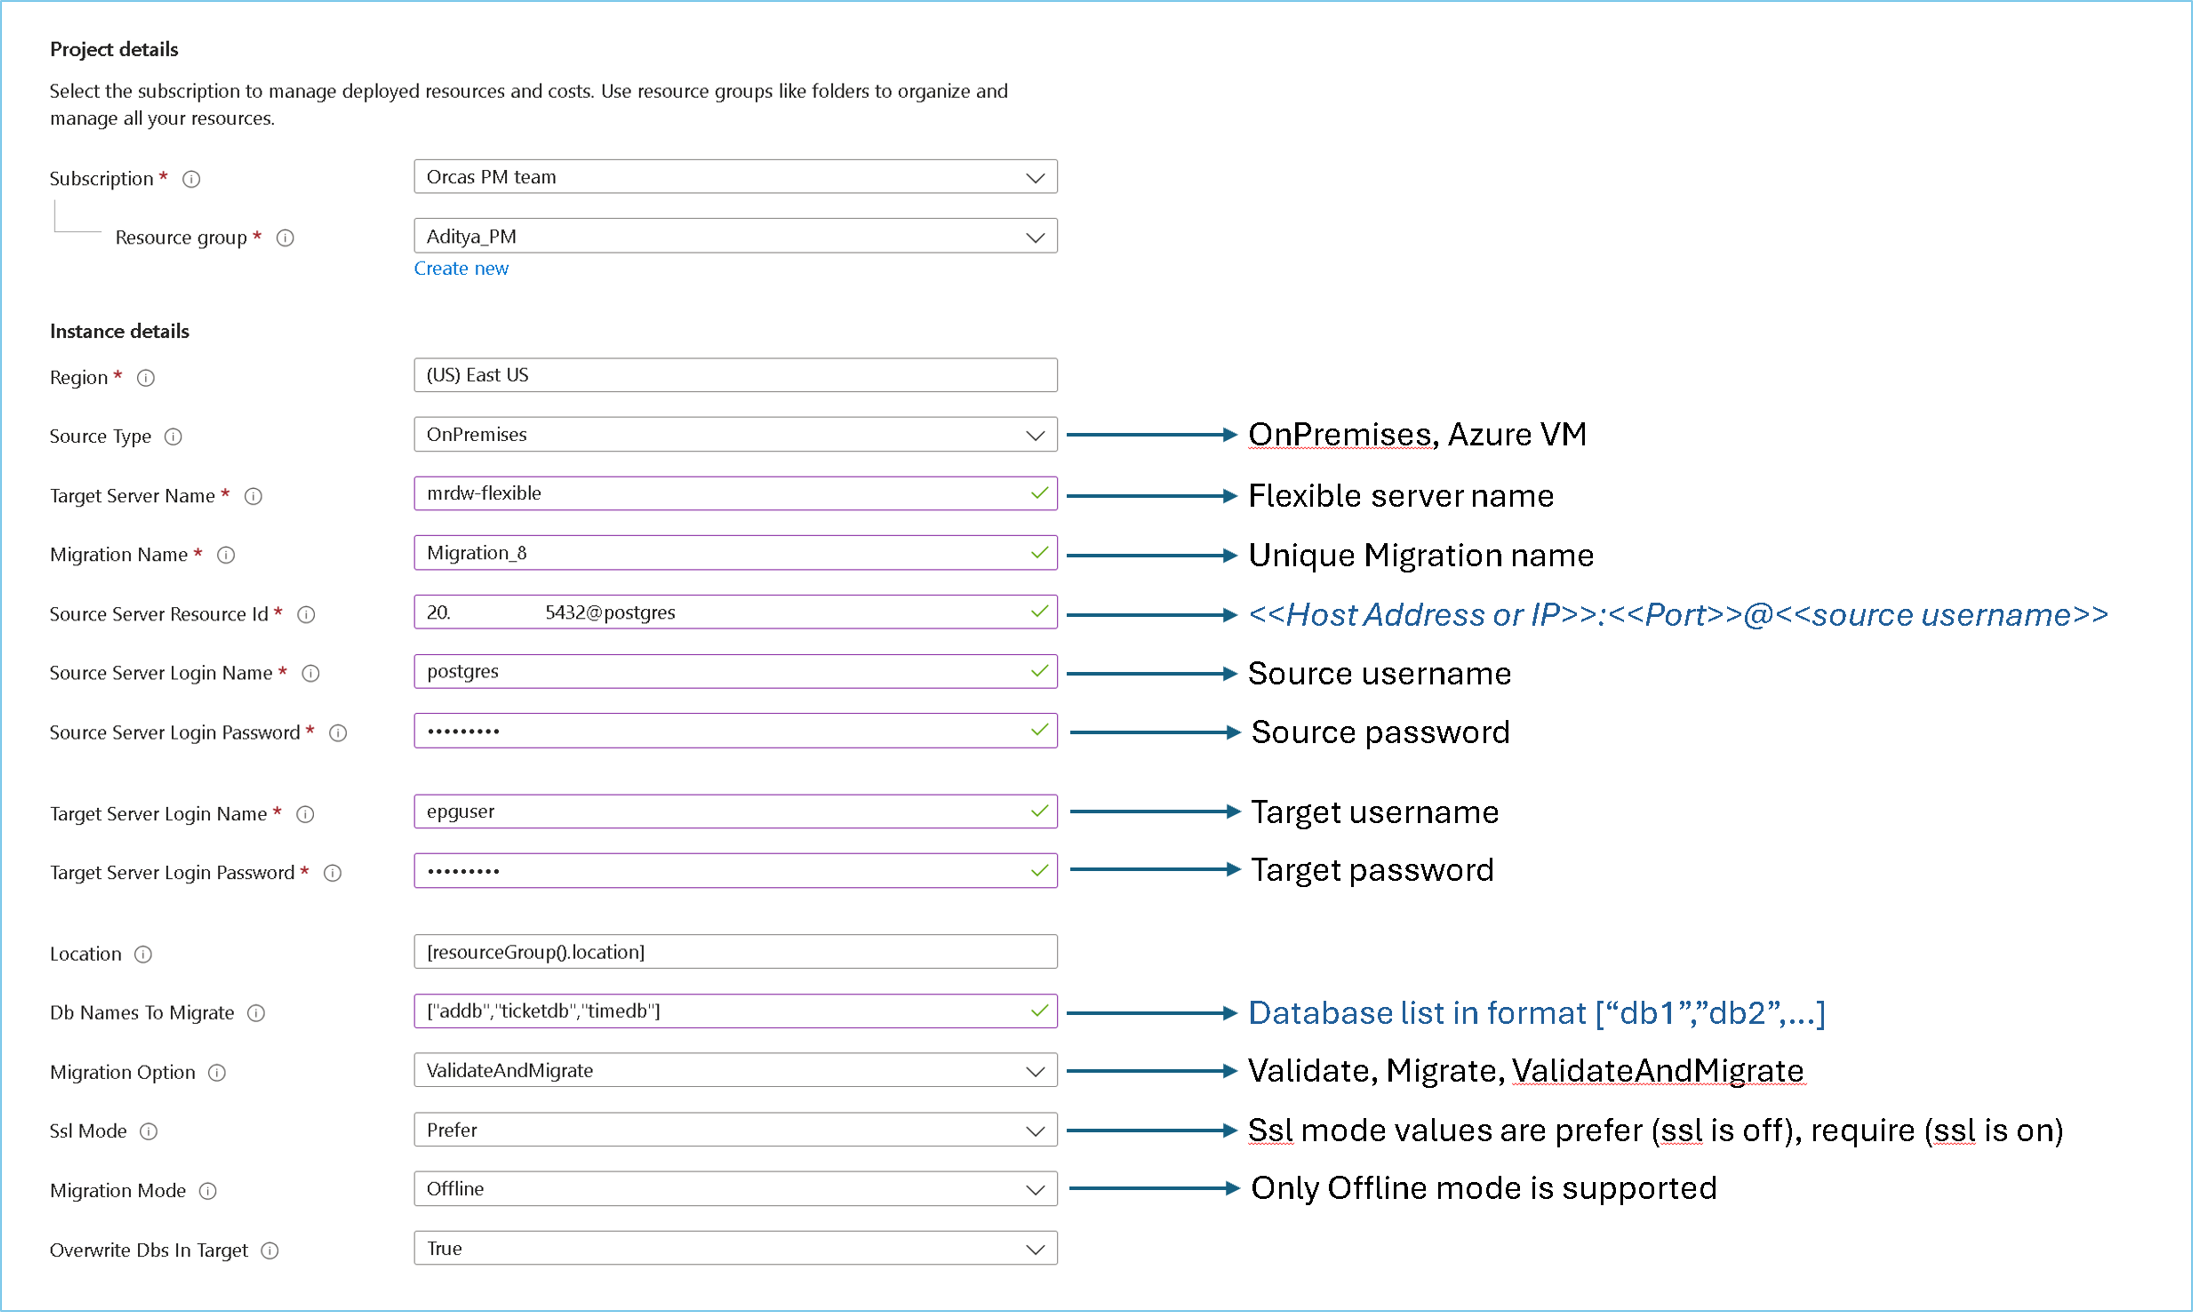 Project details
Select the subscription to manage deployed resources and costs. Use resource groups like folders to organize and
manage all your resources.
Subscription * Orcas PM team
Resource group * Aditya_PM
Create new
Instance details
Region * (US) East US
Source Type OnPremises OnPremises, Azure VM
Target Server Name * mrdw-flexible Flexible server name
Migration Name * Migration_8 Unique Migration name
Source Server Resource Id * 20. 5432@postgres <<Host Address or IP>>:<<Port>>@<<source username>>
Source Server Login Name * postgres Source username
Source Server Login Password * ••••••••• Source password
Target Server Login Name * epguser Target username
Target Server Login Password * ••••••••• Target password
Location [resourceGroup().location]
Db Names To Migrate ["addb","ticketdb","timedb"] Database list in format [“db1”,”db2”,...]
Migration Option ValidateAndMigrate Validate, Migrate, ValidateAndMigrate
Ssl Mode Prefer Ssl mode values are prefer (ssl is off), require (ssl is on)
Migration Mode Offline Only Offline mode is supported
Overwrite Dbs In Target True